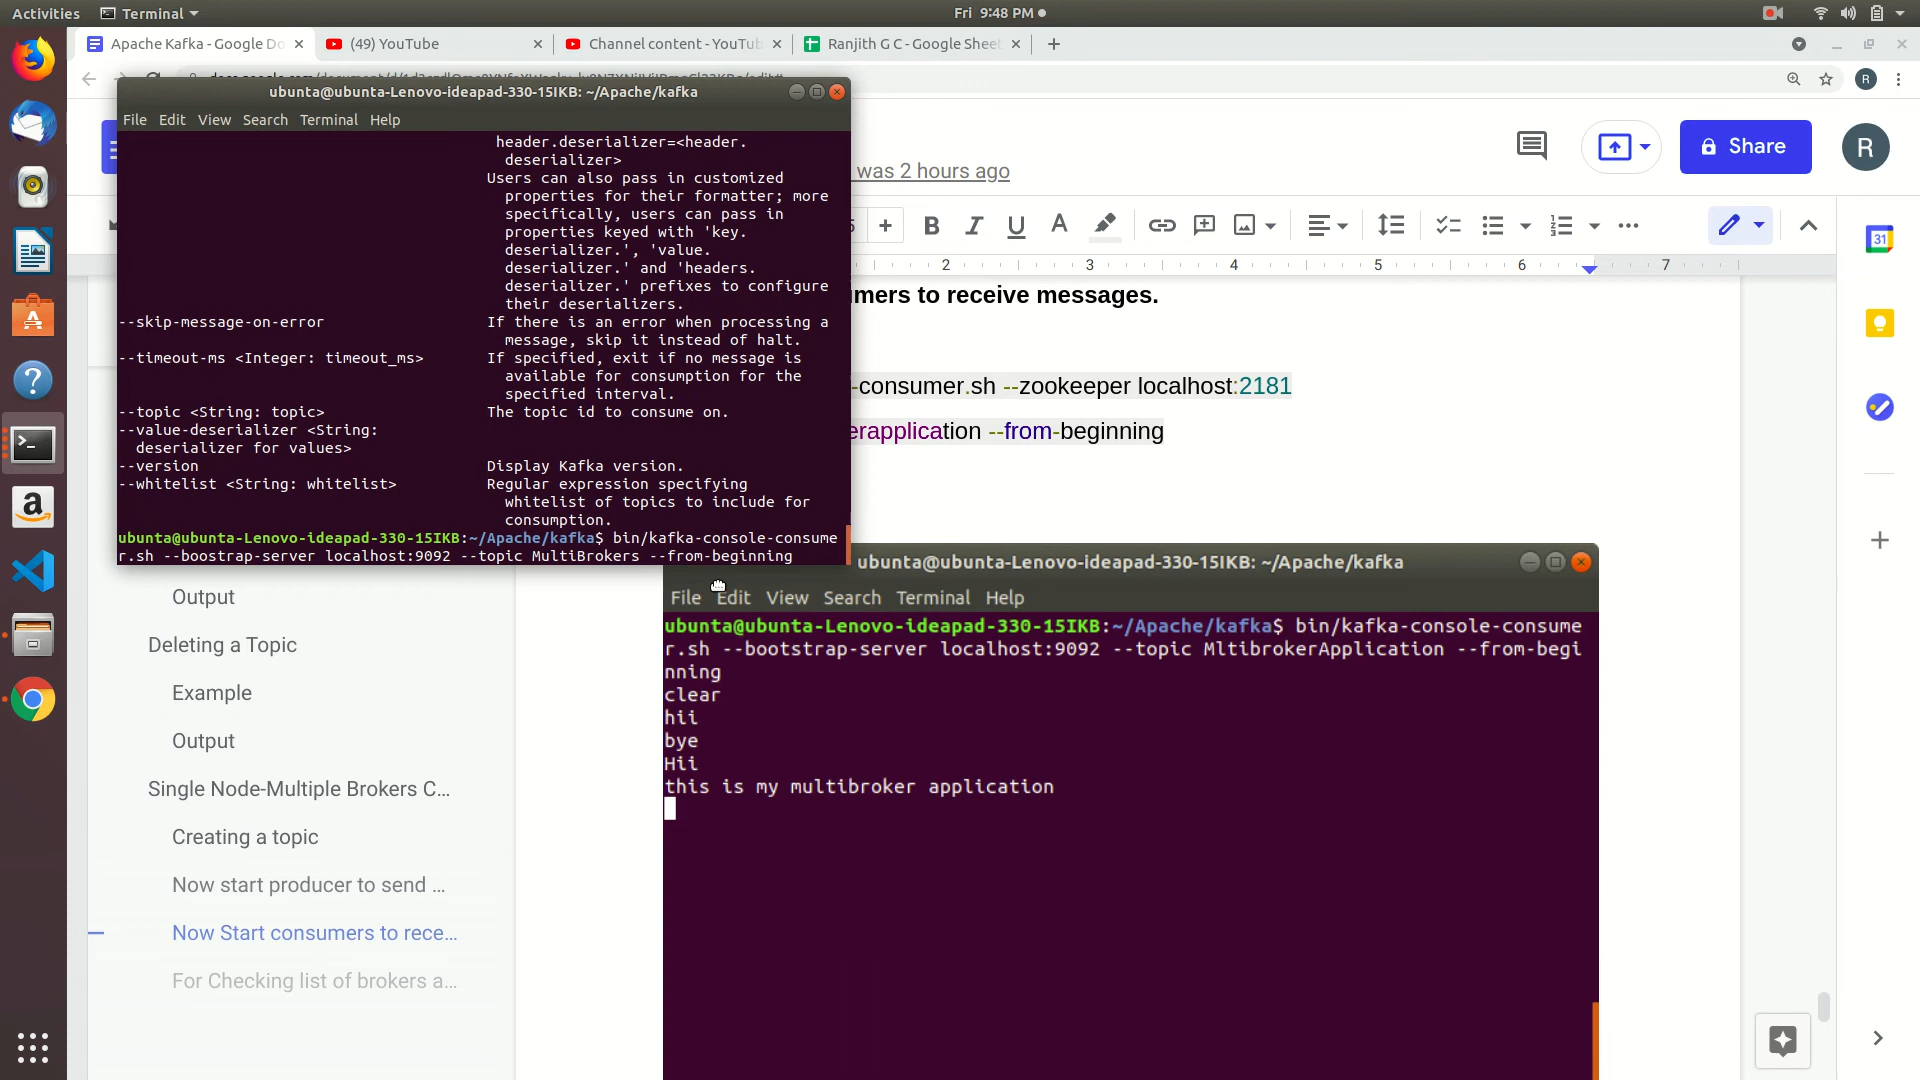 Activities
Terminal
Fri 9:48 PM
Apache Kafka - Google Do
(49) YouTube
Channel content - YouTub
Ranjith G C - Google Sheet
R
ubunta@ubunta-Lenovo-ideapad-330-15IKB: ~/Apache/kafka
File Edit View Search Terminal Help
header.deserializer=<header.
deserializer>
Users can also pass in customized
properties for their formatter; more
specifically, users can pass in
properties keyed with 'key.
deserializer.', 'value.
deserializer.' and 'headers.
deserializer.' prefixes to configure
their deserializers.
--skip-message-on-error If there is an error when processing a
message, skip it instead of halt.
--timeout-ms <Integer: timeout_ms> If specified, exit if no message is
available for consumption for the
specified interval.
--topic <String: topic> The topic id to consume on.
--value-deserializer <String:
deserializer for values>
--version Display Kafka version.
--whitelist <String: whitelist> Regular expression specifying
whitelist of topics to include for
consumption.
ubunta@ubunta-Lenovo-ideapad-330-15IKB:~/Apache/kafka$ bin/kafka-console-consume
r.sh --boostrap-server localhost:9092 --topic MultiBrokers --from-beginning
was 2 hours ago
Share
R
2 3 4 5 6 7
31
umers to receive messages.
-consumer.sh --zookeeper localhost:2181
erapplication --from-beginning
Output
Deleting a Topic
Example
Output
Single Node-Multiple Brokers C...
Creating a topic
Now start producer to send ...
Now Start consumers to rece...
For Checking list of brokers a...
ubunta@ubunta-Lenovo-ideapad-330-15IKB: ~/Apache/kafka
File Edit View Search Terminal Help
ubunta@ubunta-Lenovo-ideapad-330-15IKB:~/Apache/kafka$ bin/kafka-console-consume
r.sh --bootstrap-server localhost:9092 --topic MltibrokerApplication --from-begi
nning
clear
hii
bye
Hii
this is my multibroker application